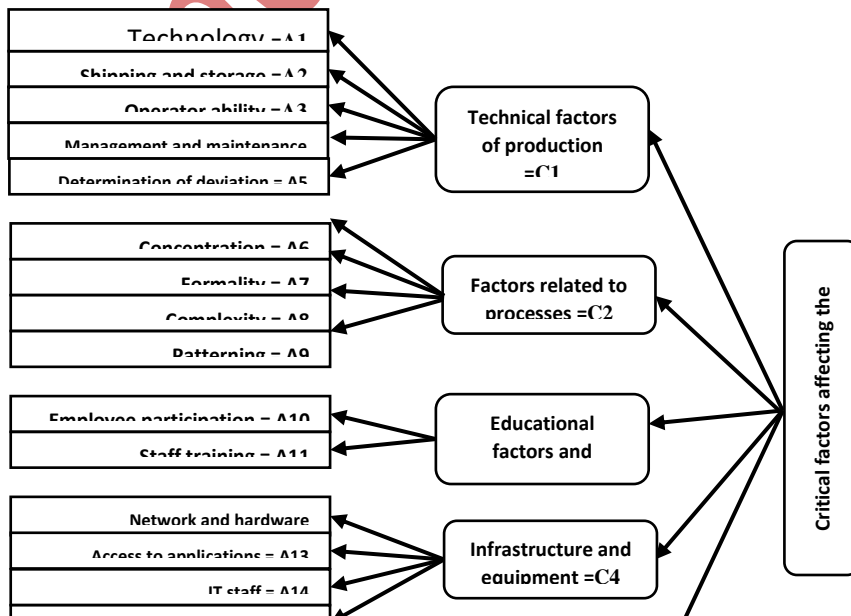 Technology =A1
Shipping and storage =A2
Operator ability =A3
Management and maintenance
Determination of deviation = A5
Technical factors
of production
=C1
Concentration = A6
Formality = A7
Complexity = A8
Patterning = A9
Factors related to
processes =C2
Employee participation = A10
Staff training = A11
Educational
factors and
Network and hardware
Access to applications = A13
IT staff = A14
Infrastructure and
equipment =C4
Critical factors affecting the